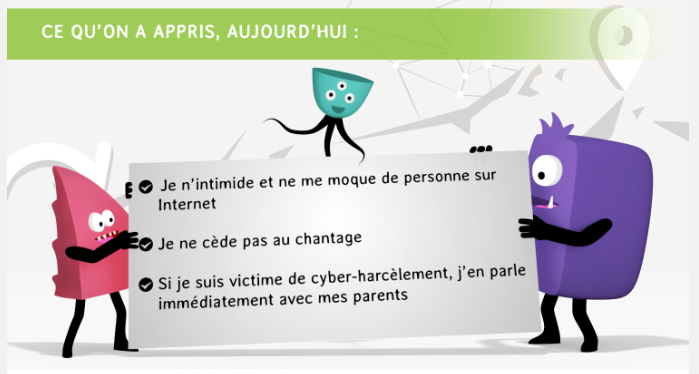 CE QU'ON A APPRIS, AUJOURD'HUI :
Je n'intimide et ne me moque de personne sur
Internet
Je ne cède pas au chantage
Si je suis victime de cyber-harcèlement, j'en parle
immédiatement avec mes parents